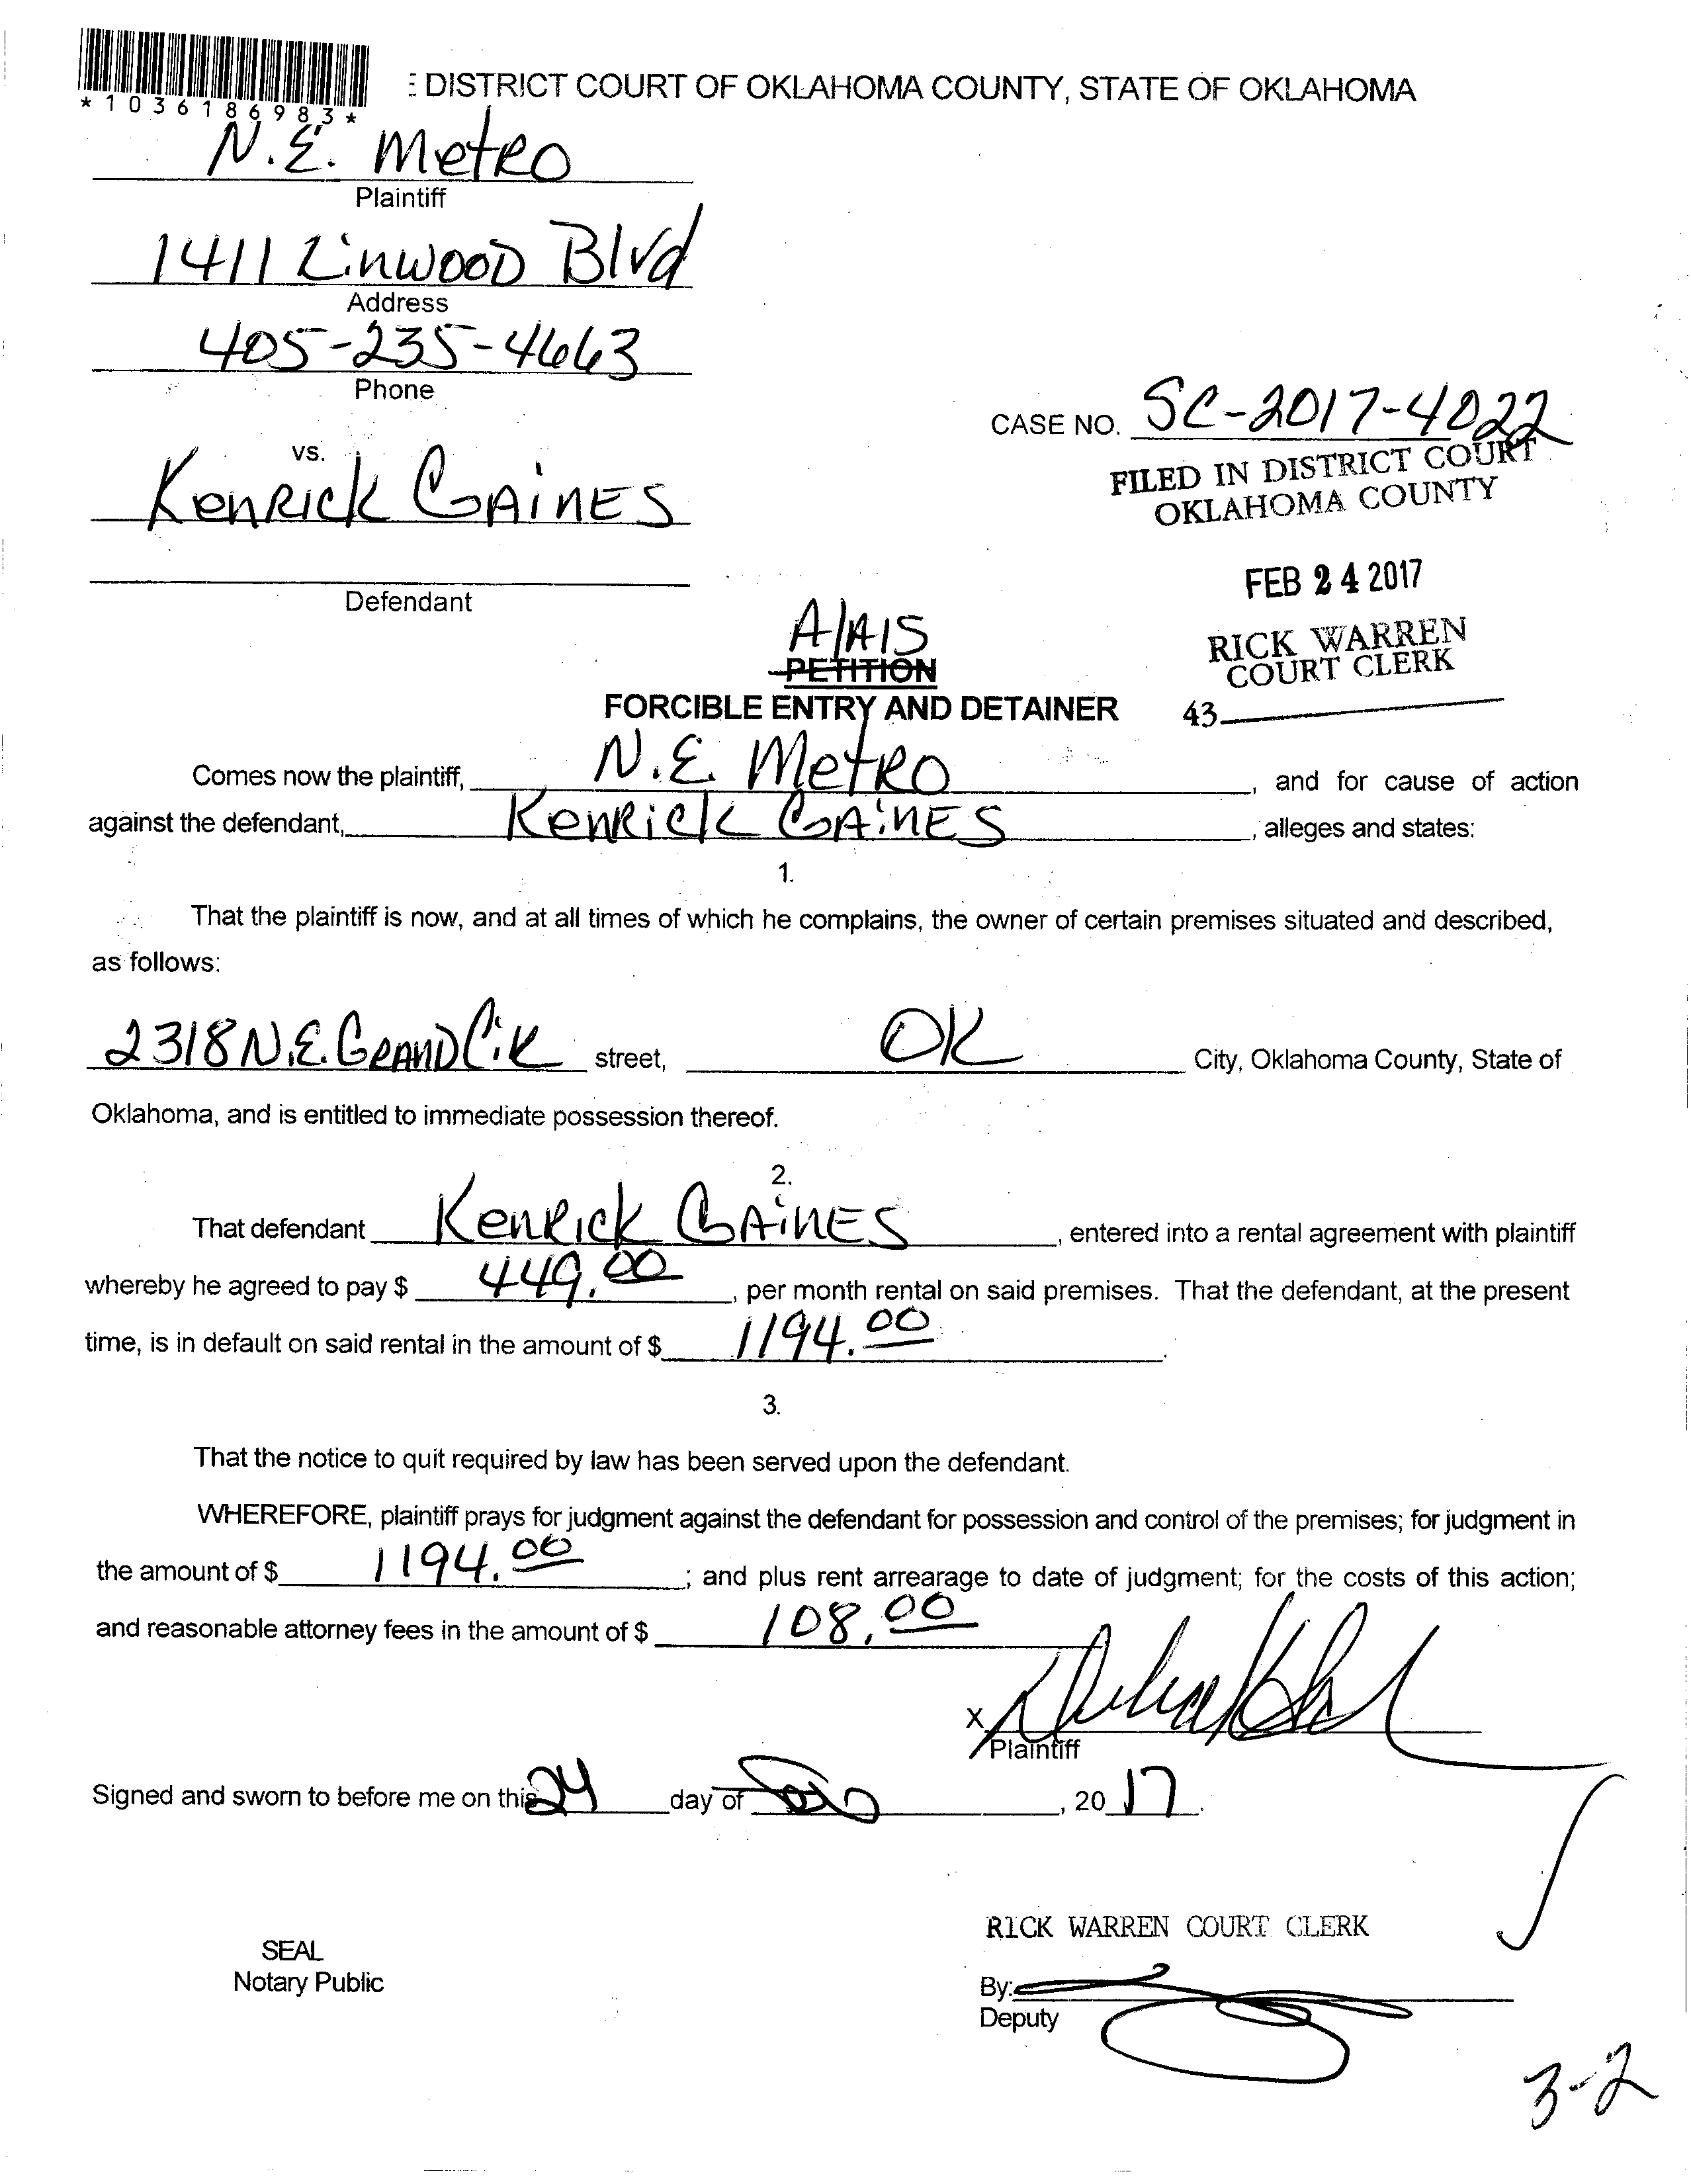 *1036186983*
: DISTRICT COURT OF OKLAHOMA COUNTY, STATE OF OKLAHOMA
N.E. Metro
Plaintiff
1411 Linwood Blvd
Address
405-235-4663
Phone
CASE NO. SC-2017-4022
vs.
FILED IN DISTRICT COURT
OKLAHOMA COUNTY
Kenrick Gaines
FEB 24 2017
Defendant
RICK WARREN
COURT CLERK
43
AlAIS
PETITION
FORCIBLE ENTRY AND DETAINER
Comes now the plaintiff, N.E. Metro, and for cause of action
against the defendant, Kenrick Gaines, alleges and states:
1.
That the plaintiff is now, and at all times of which he complains, the owner of certain premises situated and described,
as follows:
2318 N.E. Grand Cir street, OK City, Oklahoma County, State of
Oklahoma, and is entitled to immediate possession thereof.
2.
That defendant Kenrick Gaines, entered into a rental agreement with plaintiff
whereby he agreed to pay $ 449.00, per month rental on said premises. That the defendant, at the present
time, is in default on said rental in the amount of $ 1194.00.
3.
That the notice to quit required by law has been served upon the defendant.
WHEREFORE, plaintiff prays for judgment against the defendant for possession and control of the premises; for judgment in
the amount of $ 1194.00; and plus rent arrearage to date of judgment; for the costs of this action;
and reasonable attorney fees in the amount of $ 108.00
X
Plaintiff
Signed and sworn to before me on this 24 day of , 20 17.
RICK WARREN COURT CLERK
SEAL
Notary Public
By:
Deputy
3-2